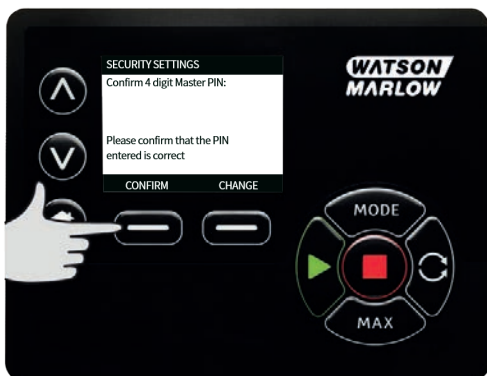 SECURITY SETTINGS
Confirm 4 digit Master PIN:
Please confirm that the PIN
entered is correct
CONFIRM CHANGE
WATSON
MARLOW
MODE
MAX